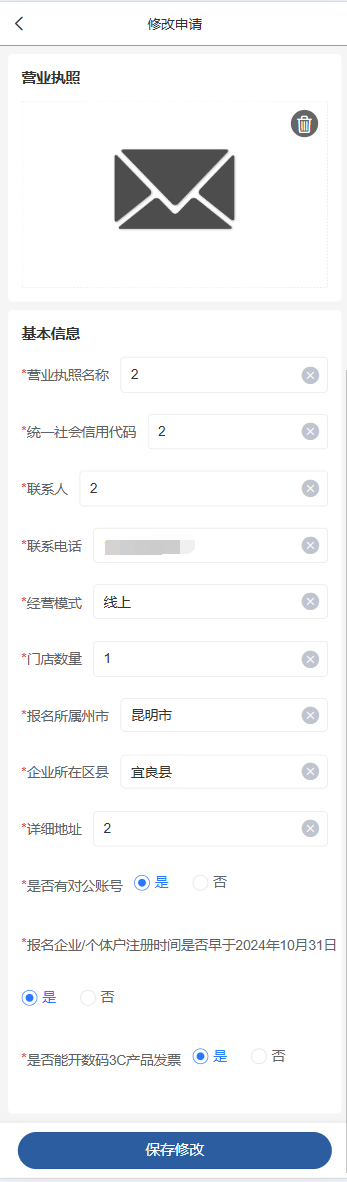 修改申请
营业执照
基本信息
*营业执照名称 2
*统一社会信用代码 2
*联系人 2
*联系电话
*经营模式 线上
*门店数量 1
*报名所属州市 昆明市
*企业所在区县 宜良县
*详细地址 2
*是否有对公账号 是 否
*报名企业/个体户注册时间是否早于2024年10月31日
是 否
*是否能开数码3C产品发票 是 否
保存修改